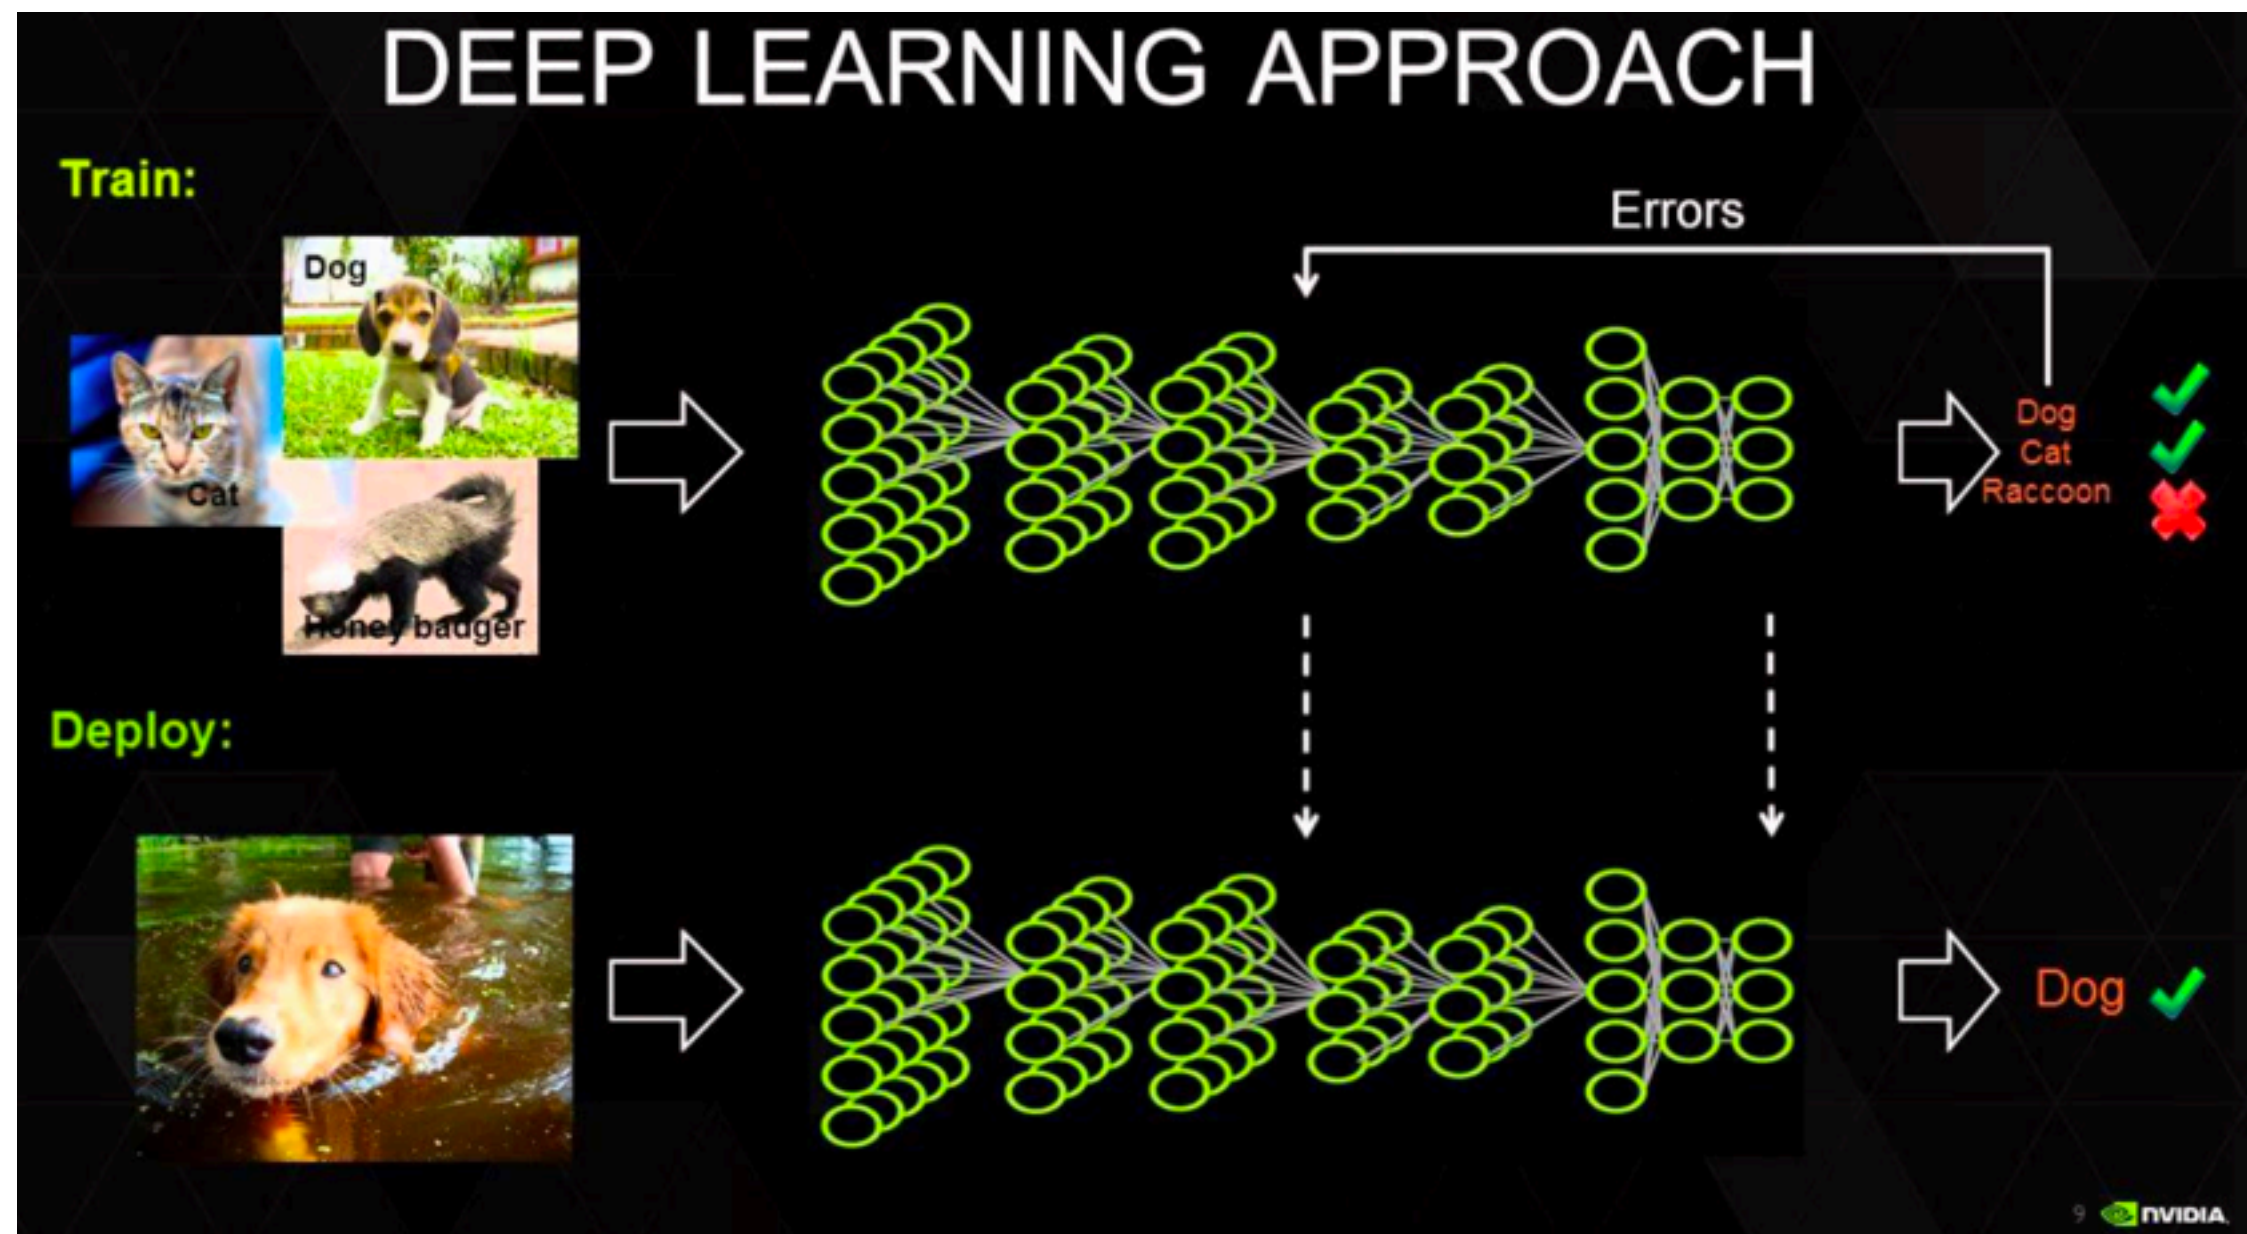 DEEP LEARNING APPROACH
Train:
Errors
Dog
Cat
Honey badger
Dog
Cat
Raccoon
Deploy:
Dog
9 NVIDIA.